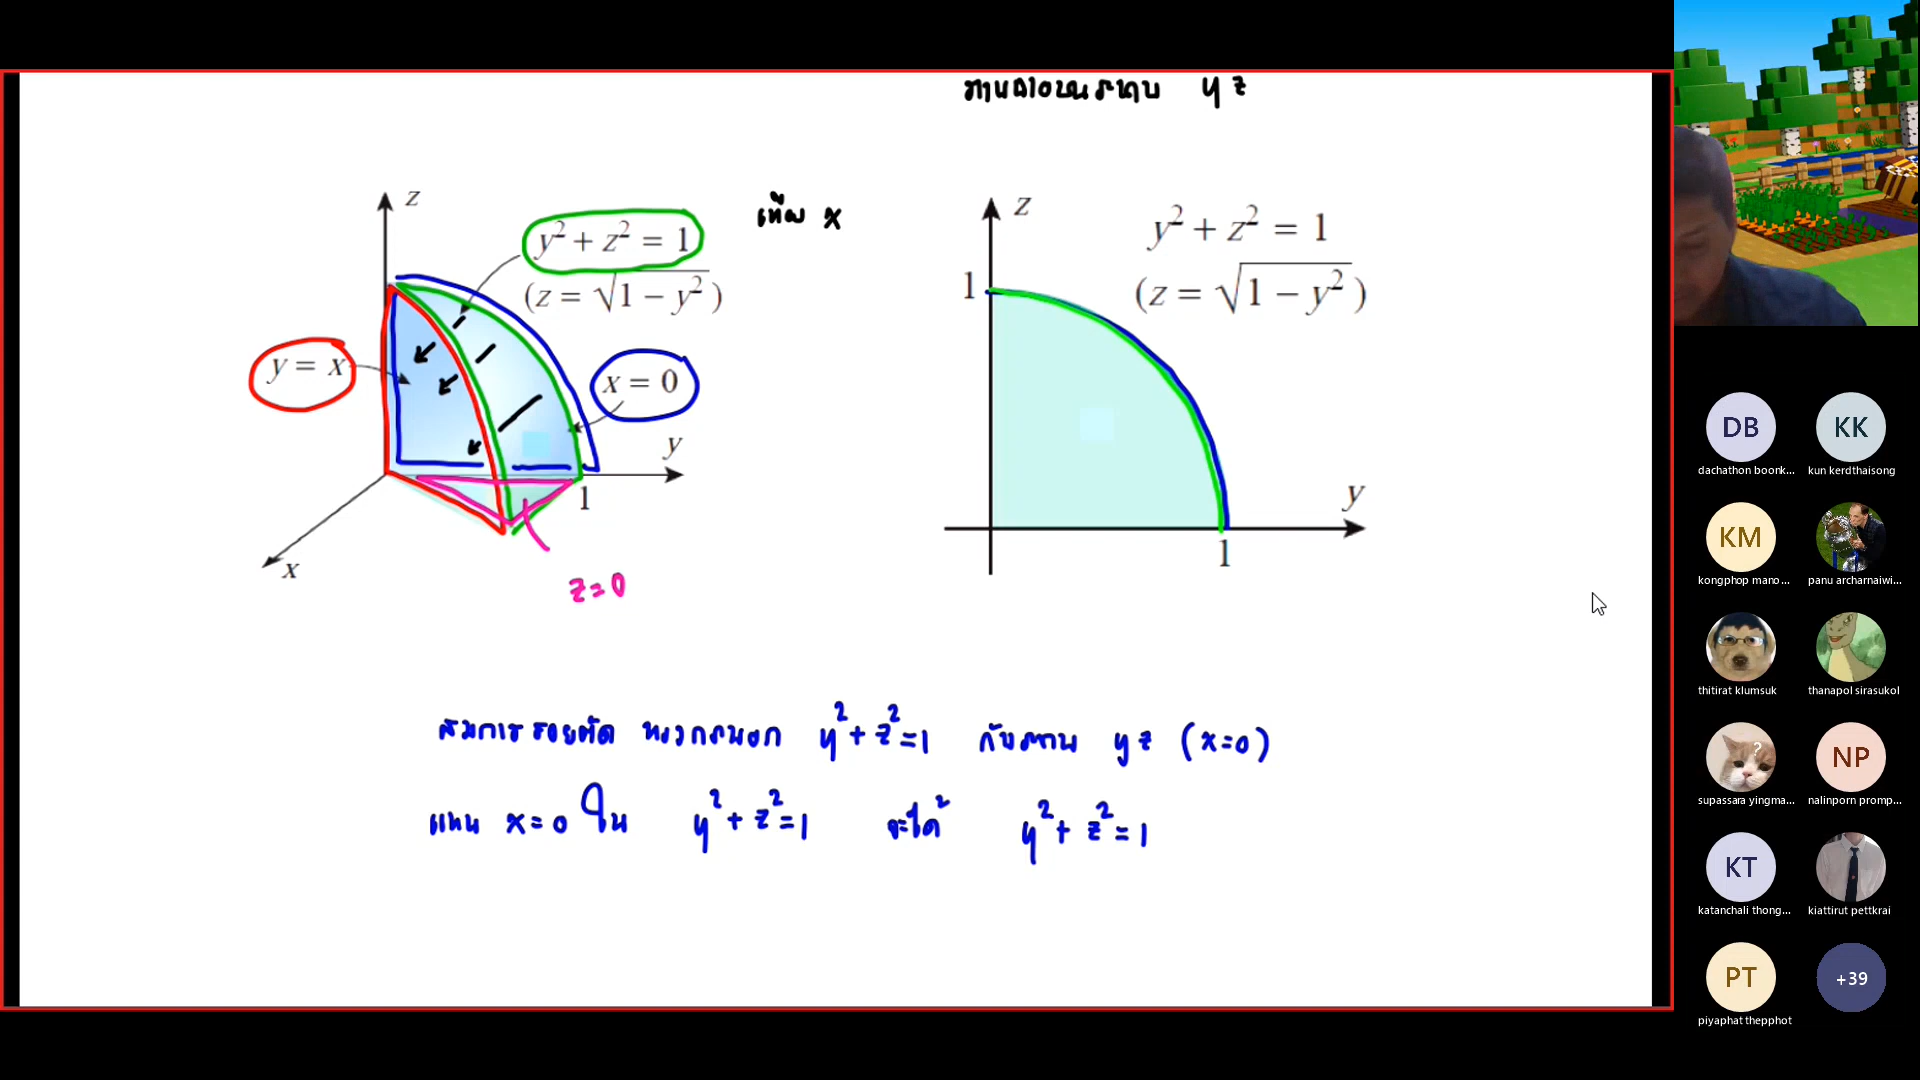 ภาพฉายบนระนาบ yz
z
y² + z² = 1
(z = √1 − y²)
เทียบ x
y = x
x = 0
y
1
x
z = 0
z
y² + z² = 1
(z = √1 − y²)
1
y
1
สมการรอยตัด ทรงกระบอก y² + z² = 1 กับระนาบ yz (x=0)
แทน x = 0 ใน y² + z² = 1 จะได้ y² + z² = 1
DB
dachathon boonk...
KK
kun kerdthaisong
KM
kongphop mano...
panu archarnaiwi...
thitirat klumsuk
thanapol sirasukol
?
supassara yingma...
NP
nalinporn promp...
KT
katanchali thong...
kiattirut pettkrai
PT
piyaphat thepphot
+39